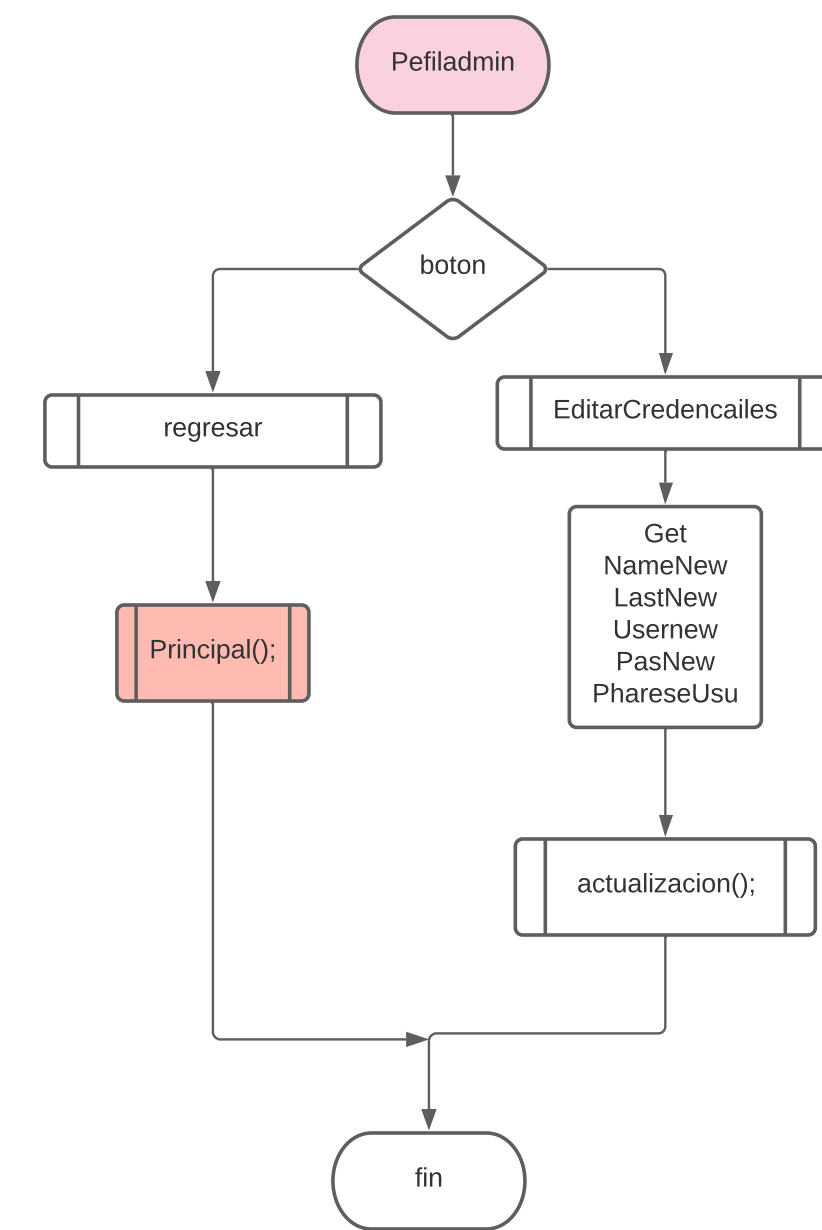 Pefiladmin
boton
regresar
EditarCredencailes
Get
NameNew
LastNew
Usernew
PasNew
PhareseUsu
Principal();
actualizacion();
fin